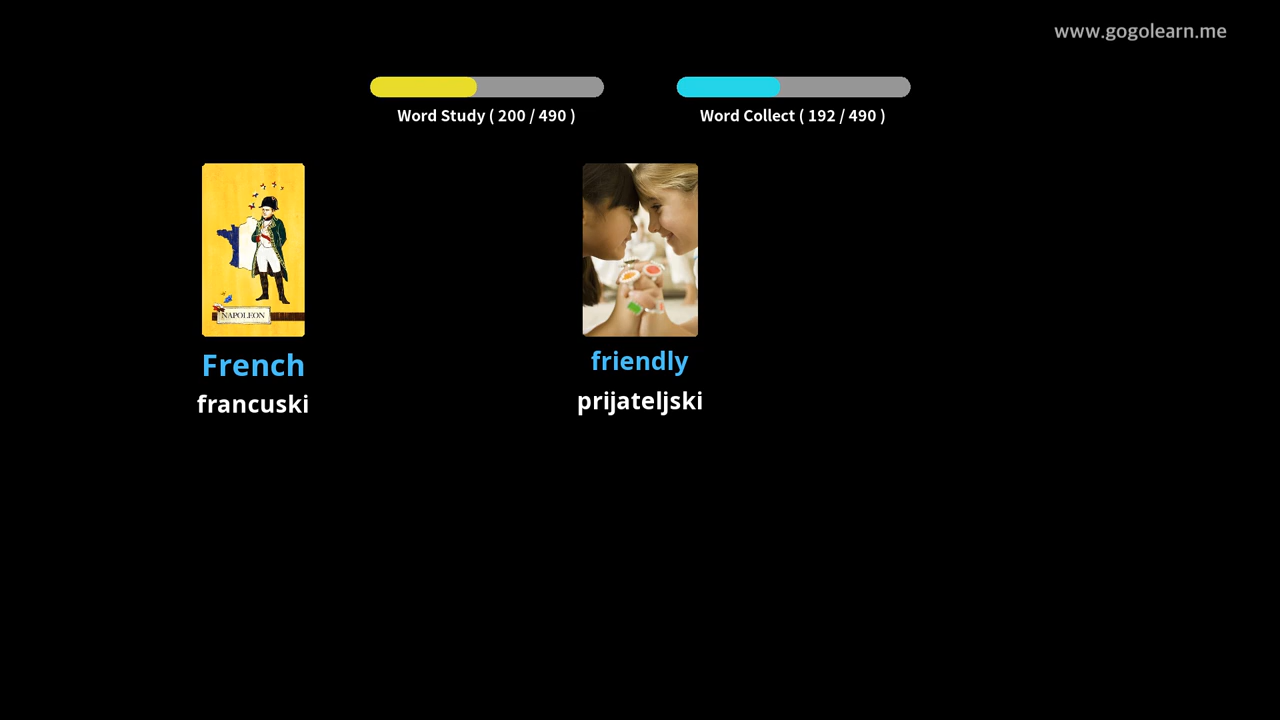 www.gogolearn.me
Word Study ( 200 / 490 )
Word Collect ( 192 / 490 )
NAPOLEON
French
francuski
friendly
prijateljski